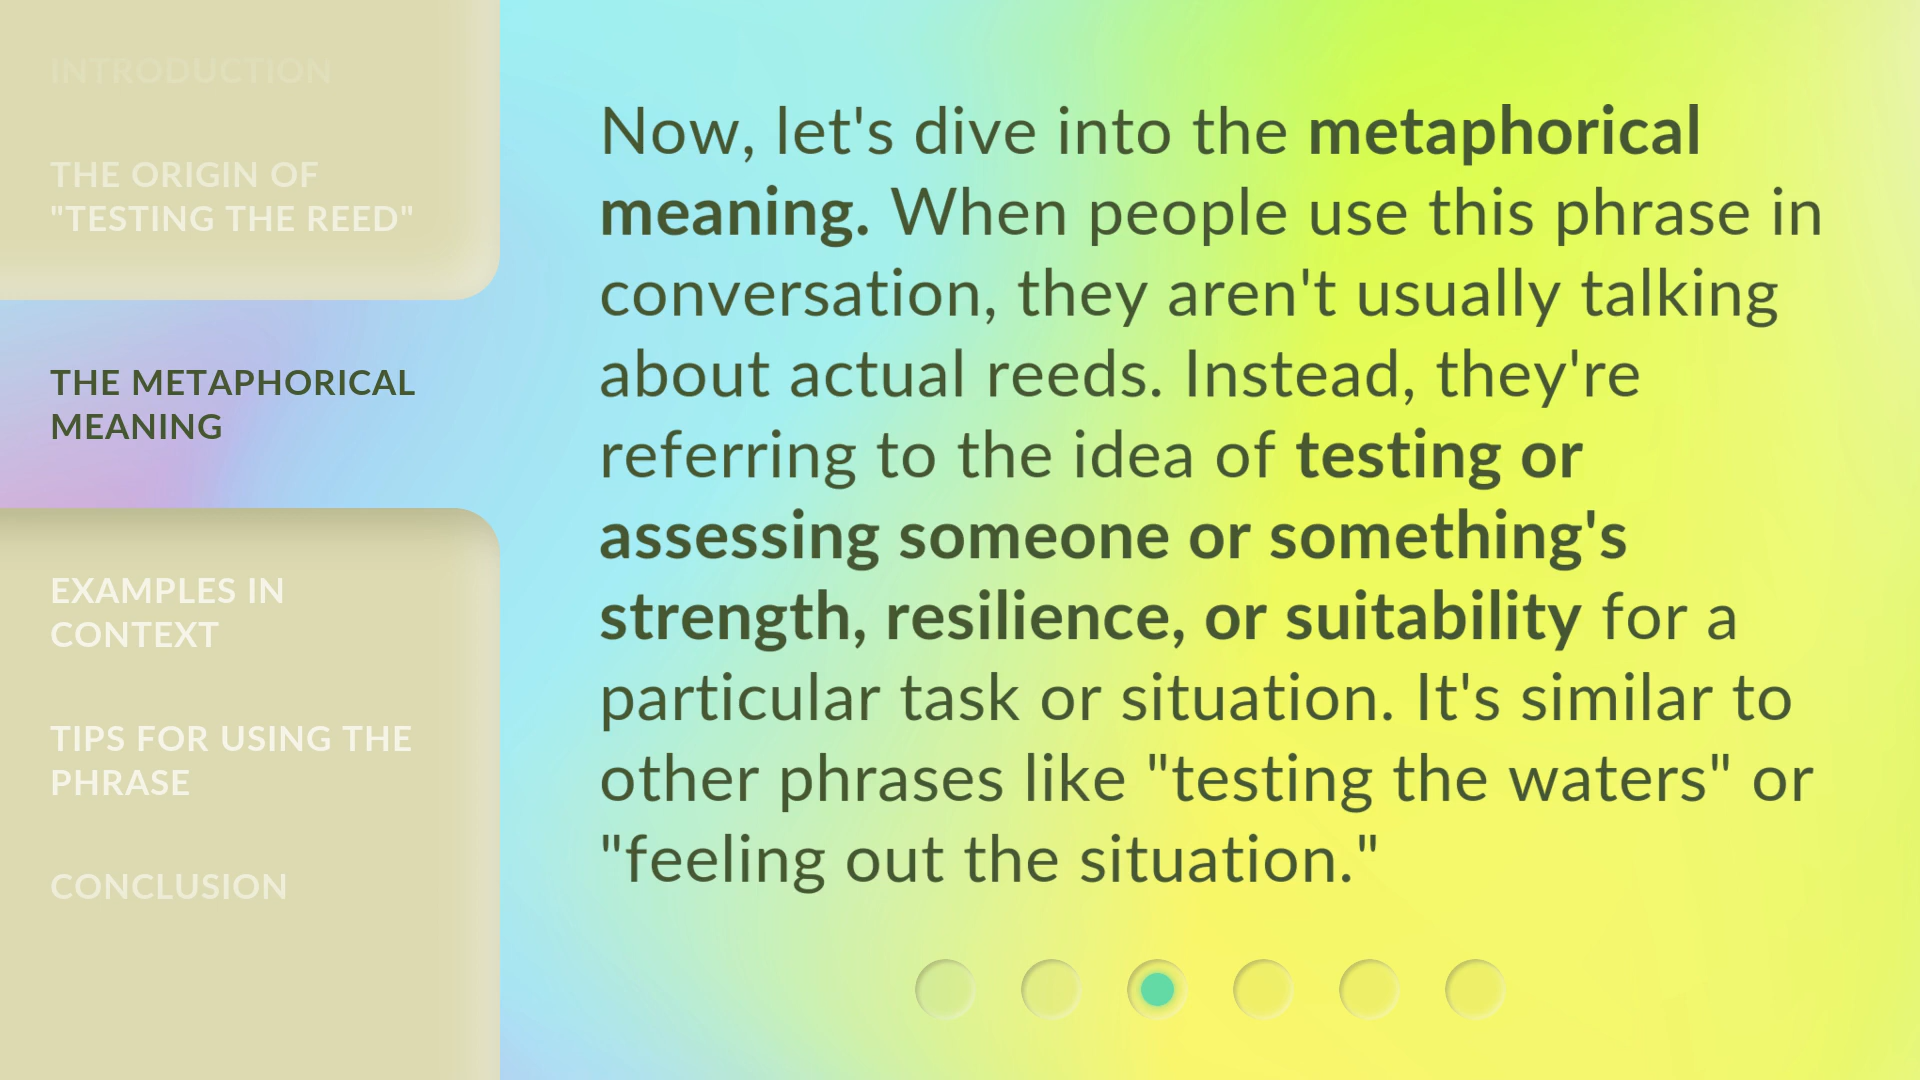 INTRODUCTION
THE ORIGIN OF
"TESTING THE REED"
THE METAPHORICAL
MEANING
EXAMPLES IN
CONTEXT
TIPS FOR USING THE
PHRASE
CONCLUSION
Now, let's dive into the metaphorical
meaning. When people use this phrase in
conversation, they aren't usually talking
about actual reeds. Instead, they're
referring to the idea of testing or
assessing someone or something's
strength, resilience, or suitability for a
particular task or situation. It's similar to
other phrases like "testing the waters" or
"feeling out the situation."